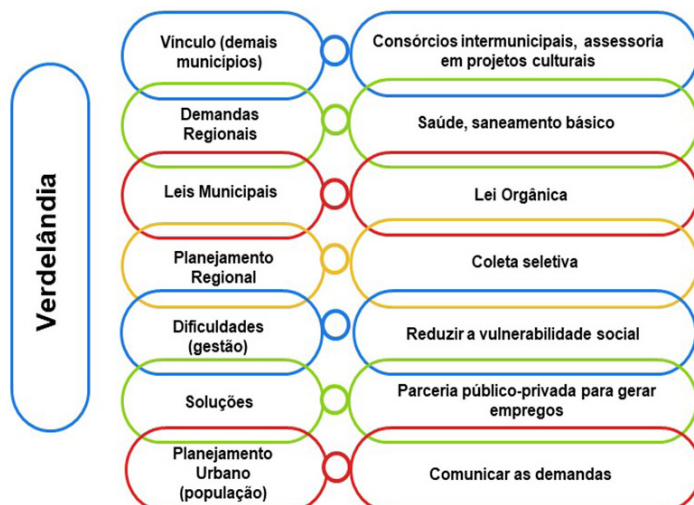 Verdelândia
Vínculo (demais
municípios)
Consórcios intermunicipais, assessoria
em projetos culturais
Demandas
Regionais
Saúde, saneamento básico
Leis Municipais
Lei Orgânica
Planejamento
Regional
Coleta seletiva
Dificuldades
(gestão)
Reduzir a vulnerabilidade social
Soluções
Parceria público-privada para gerar
empregos
Planejamento
Urbano
(população)
Comunicar as demandas